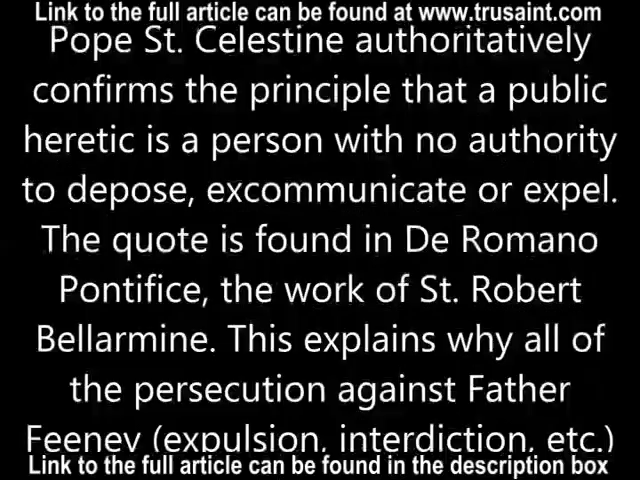 Link to the full article can be found at www.trusaint.com
Pope St. Celestine authoritatively
confirms the principle that a public
heretic is a person with no authority
to depose, excommunicate or expel.
The quote is found in De Romano
Pontifice, the work of St. Robert
Bellarmine. This explains why all of
the persecution against Father
Feeney (expulsion, interdiction, etc.)
Link to the full article can be found in the description box